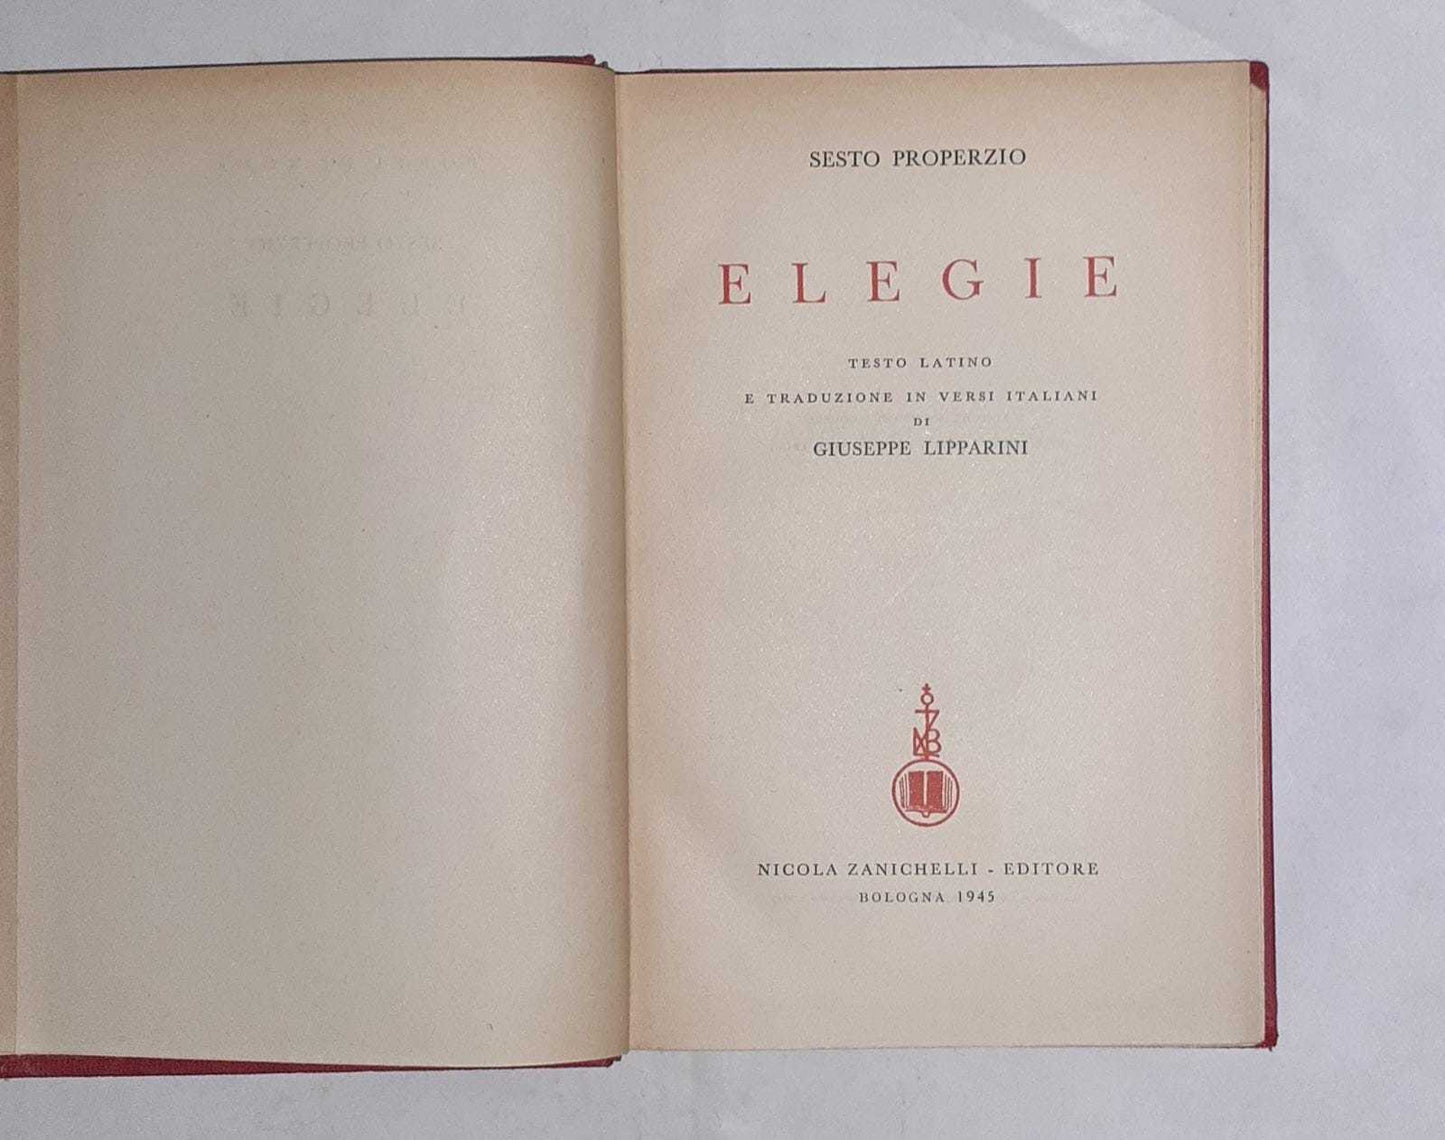 SESTO PROPERZIO
ELEGIE
TESTO LATINO
E TRADUZIONE IN VERSI ITALIANI
DI
GIUSEPPE LIPPARINI
NICOLA ZANICHELLI - EDITORE
BOLOGNA 1945